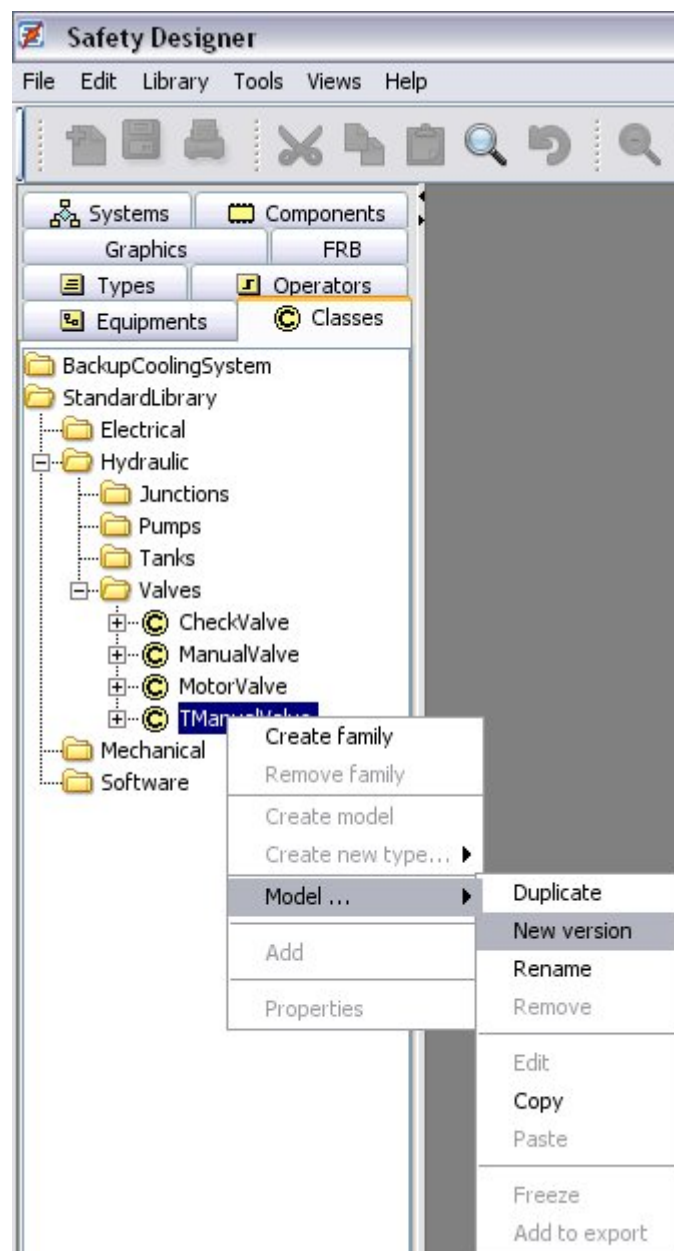 Safety Designer
File Edit Library Tools Views Help
Systems Components
Graphics FRB
Types Operators
Equipments Classes
BackupCoolingSystem
StandardLibrary
Electrical
Hydraulic
Junctions
Pumps
Tanks
Valves
CheckValve
ManualValve
MotorValve
TManualValve
Mechanical
Software
Create family
Remove family
Create model
Create new type...
Model ...
Add
Properties
Duplicate
New version
Rename
Remove
Edit
Copy
Paste
Freeze
Add to export